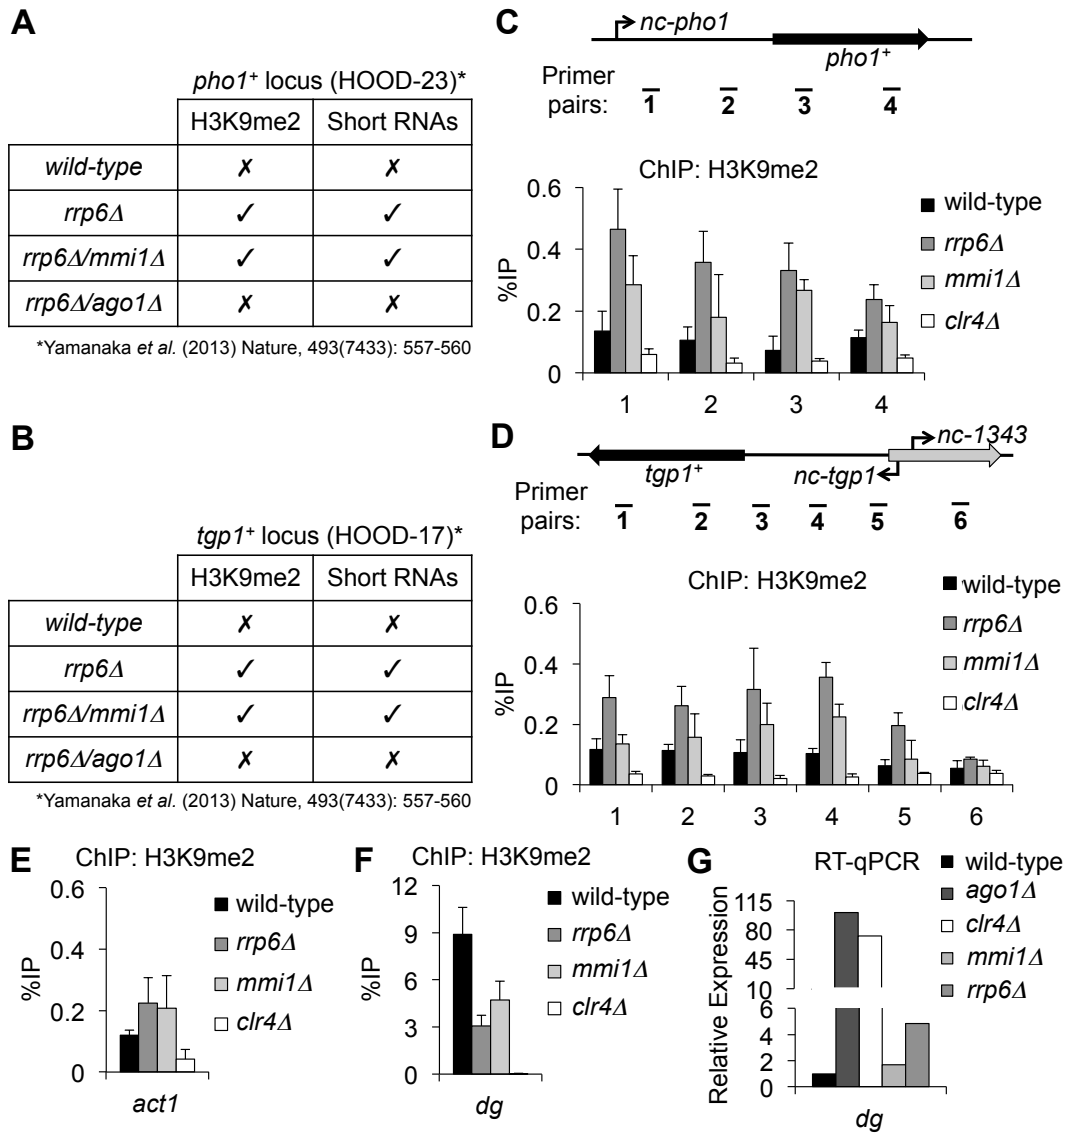 A
pho1+ locus (HOOD-23)*
H3K9me2 Short RNAs
wild-type ✗ ✗
rrp6Δ ✓ ✓
rrp6Δ/mmi1Δ ✓ ✓
rrp6Δ/ago1Δ ✗ ✗
*Yamanaka et al. (2013) Nature, 493(7433): 557-560
B
tgp1+ locus (HOOD-17)*
H3K9me2 Short RNAs
wild-type ✗ ✗
rrp6Δ ✓ ✓
rrp6Δ/mmi1Δ ✓ ✓
rrp6Δ/ago1Δ ✗ ✗
*Yamanaka et al. (2013) Nature, 493(7433): 557-560
C
nc-pho1
pho1+
Primer
pairs: 1 2 3 4
ChIP: H3K9me2
%IP
0.6
0.4
0.2
0
1 2 3 4
wild-type
rrp6Δ
mmi1Δ
clr4Δ
D
nc-1343
tgp1+ nc-tgp1
Primer
pairs: 1 2 3 4 5 6
ChIP: H3K9me2
%IP
0.6
0.4
0.2
0
1 2 3 4 5 6
wild-type
rrp6Δ
mmi1Δ
clr4Δ
E
ChIP: H3K9me2
%IP
0.6
0.4
0.2
0
act1
wild-type
rrp6Δ
mmi1Δ
clr4Δ
F
ChIP: H3K9me2
%IP
12
9
6
3
0
dg
wild-type
rrp6Δ
mmi1Δ
clr4Δ
G
RT-qPCR
Relative Expression
115
80
45
10
6
4
2
0
dg
wild-type
ago1Δ
clr4Δ
mmi1Δ
rrp6Δ